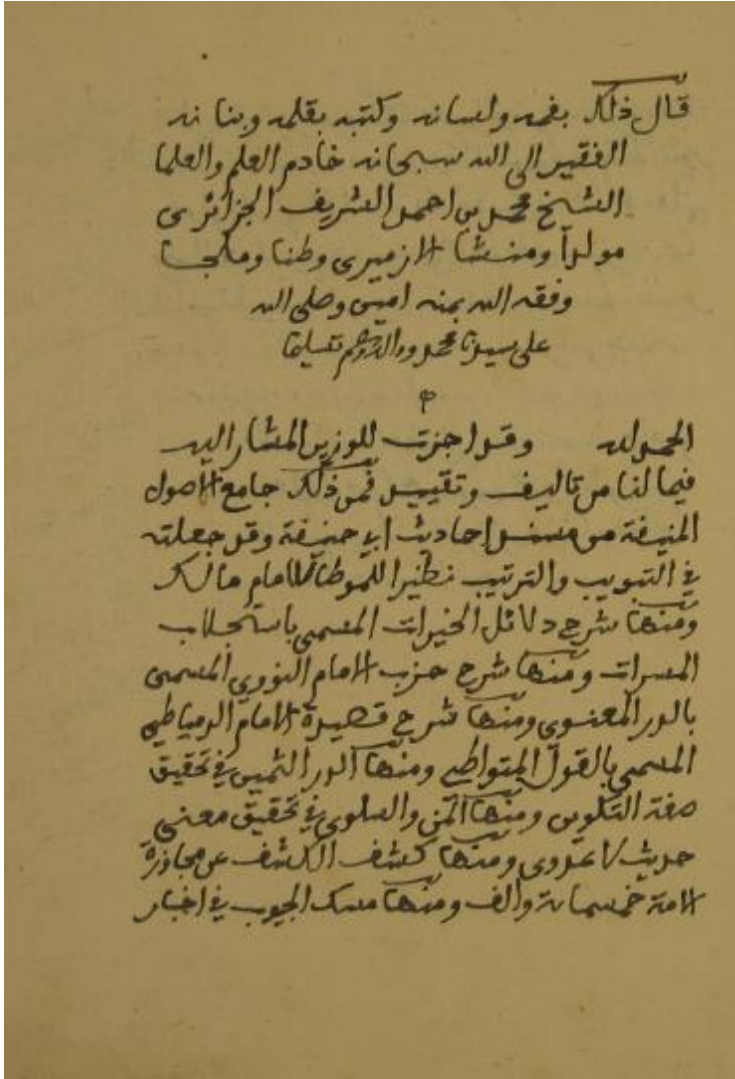 قال ذلك بفمه ولسانه وكتبه بقلمه وبنانه
الفقير الى الله سبحانه خادم العلم والعلما
الشيخ محمد بن احمد الشريف الجزائرى
مولدا ومنشا الازميرى وطنا وملجا
وفقه الله بمنه امين وصلى الله
على سيدنا محمد واله وصحبه وسلم تسليما
الحمد لله وقد اجزت للوزير المشار اليه
فيما لنا من تاليف وتقييد فمن ذلك جامع الاصول
المنيفة من مسند احاديث ابي حنيفة وقد جعلته
في التبويب والترتيب نظيرا للموطا للامام مالك
ومنها شرح دلائل الخيرات المسمى باستجلاب
المسرات ومنها شرح حزب الامام النووي المسمى
بالدر المعنوي ومنها شرح قصيدة الامام الدمياطي
المسمى بالقول المتواطي ومنها الدر الثمين في تحقيق
صفة التكوين ومنها المن والسلوى في تحقيق معنى
حديث لا عدوى ومنها كشف الكشف عن مجاوزة
الامة خمسمائة والف ومنها مسك الجيوب في اخبار